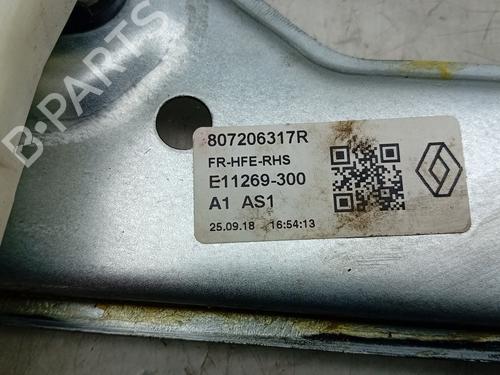 B-PARTS
807206317R
FR-HFE-RHS
E11269-300
A1 AS1
25.09.18 16:54:13